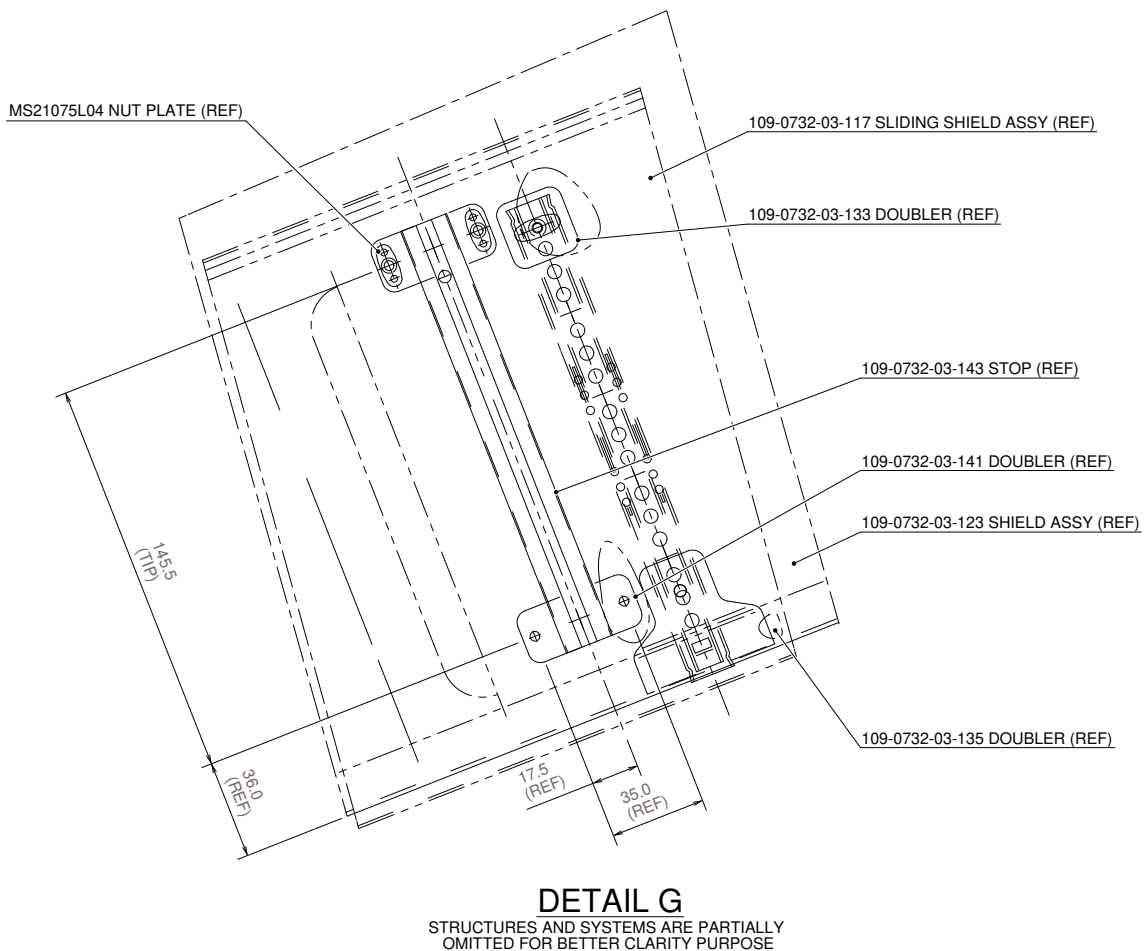 MS21075L04 NUT PLATE (REF)
109-0732-03-117 SLIDING SHIELD ASSY (REF)
109-0732-03-133 DOUBLER (REF)
109-0732-03-143 STOP (REF)
109-0732-03-141 DOUBLER (REF)
109-0732-03-123 SHIELD ASSY (REF)
109-0732-03-135 DOUBLER (REF)
145.5
(TIP)
36.0
(REF)
17.5
(REF)
35.0
(REF)
DETAIL G
STRUCTURES AND SYSTEMS ARE PARTIALLY
OMITTED FOR BETTER CLARITY PURPOSE